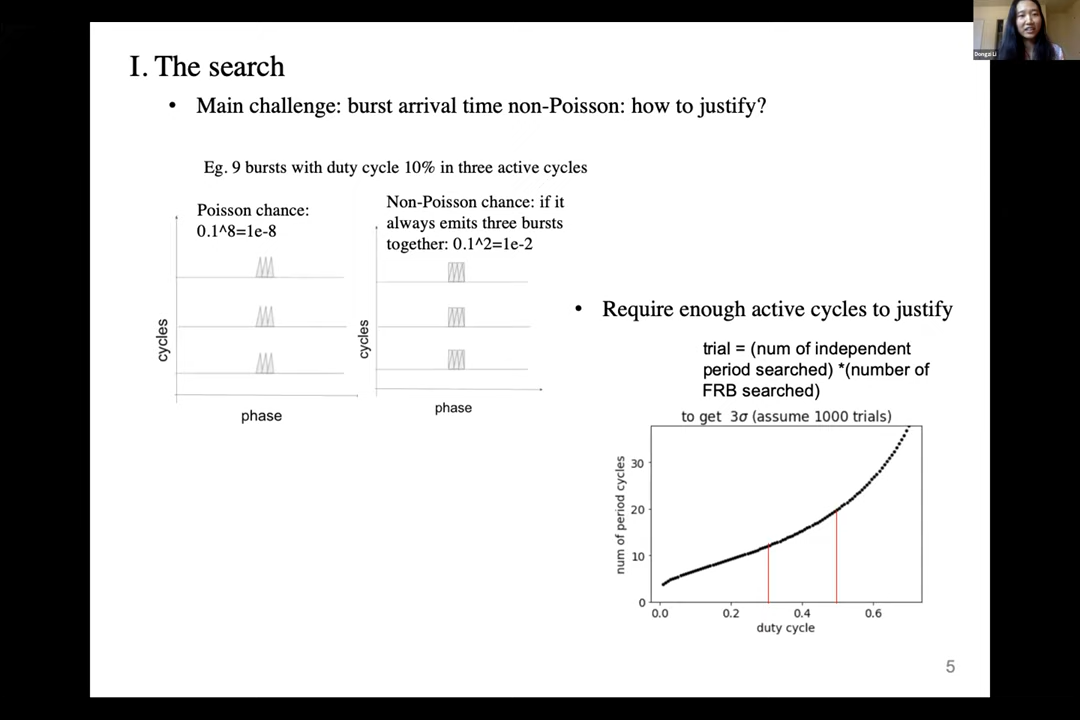 I. The search
• Main challenge: burst arrival time non-Poisson: how to justify?
Eg. 9 bursts with duty cycle 10% in three active cycles
Poisson chance:
0.1^8=1e-8
cycles
phase
Non-Poisson chance: if it
always emits three bursts
together: 0.1^2=1e-2
cycles
phase
• Require enough active cycles to justify
trial = (num of independent
period searched) *(number of
FRB searched)
to get 3σ (assume 1000 trials)
num of period cycles
30
20
10
0
0.0 0.2 0.4 0.6
duty cycle
5
Dongzi Li